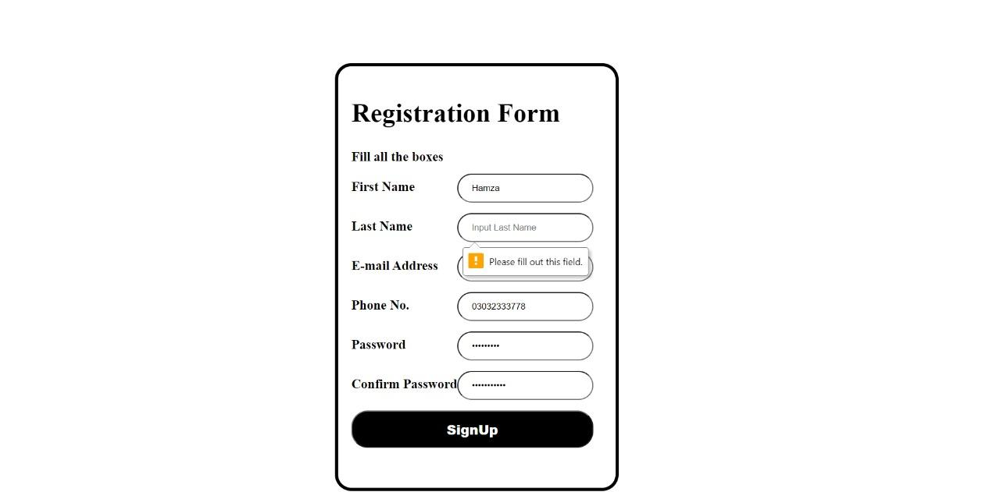 Registration Form
Fill all the boxes
First Name Hamza
Last Name Input Last Name
Please fill out this field.
E-mail Address
Phone No. 03032333778
Password •••••••••
Confirm Password •••••••••••
SignUp